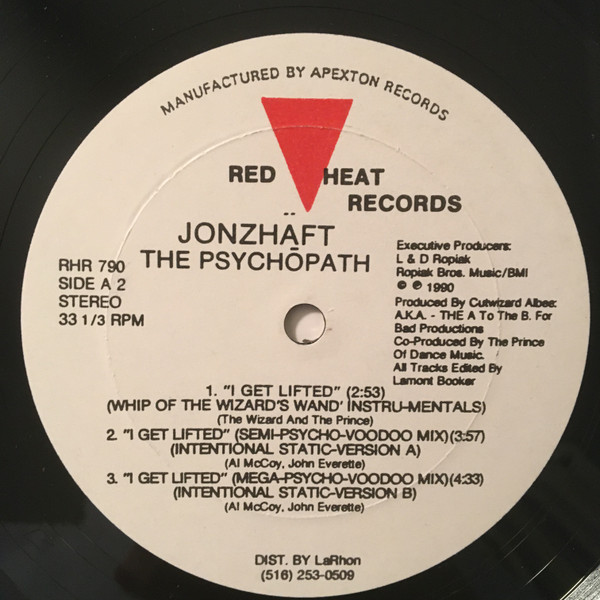 MANUFACTURED BY APEXTON RECORDS
RED HEAT
RECORDS
JONZHÄFT
THE PSYCHŌPATH
RHR 790
SIDE A 2
STEREO
33 1/3 RPM
Executive Producers:
L & D Ropiak
Ropiak Bros. Music/BMI
© ℗ 1990
Produced By Cutwizard Albee:
A.K.A. - THE A To The B. For
Bad Productions
Co-Produced By The Prince
Of Dance Music.
All Tracks Edited By
Lamont Booker
1. "I GET LIFTED" (2:53)
(WHIP OF THE WIZARD'S WAND' INSTRU-MENTALS)
(The Wizard And The Prince)
2. "I GET LIFTED" (SEMI-PSYCHO-VOODOO MIX)(3:57)
(INTENTIONAL STATIC-VERSION A)
(Al McCoy, John Everette)
3. "I GET LIFTED" (MEGA-PSYCHO-VOODOO MIX)(4:33)
(INTENTIONAL STATIC-VERSION B)
(Al McCoy, John Everette)
DIST. BY LaRhon
(516) 253-0509